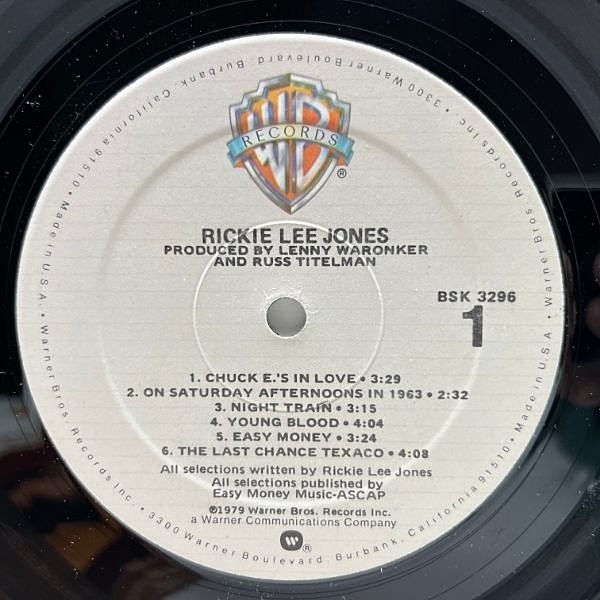 WB
RECORDS
®
RICKIE LEE JONES
PRODUCED BY LENNY WARONKER
AND RUSS TITELMAN
BSK 3296
1
1. CHUCK E.'S IN LOVE • 3:29
2. ON SATURDAY AFTERNOONS IN 1963 • 2:32
3. NIGHT TRAIN • 3:15
4. YOUNG BLOOD • 4:04
5. EASY MONEY • 3:24
6. THE LAST CHANCE TEXACO • 4:08
All selections written by Rickie Lee Jones
All selections published by
Easy Money Music-ASCAP
℗1979 Warner Bros. Records Inc.
a Warner Communications Company
W ®
Warner Bros. Records Inc. • 3300 Warner Boulevard, Burbank, California 91510 • Made in U.S.A. • Warner Bros. Records Inc. • 3300 Warner Boulevard, Burbank, California 91510 • Made in U.S.A. •